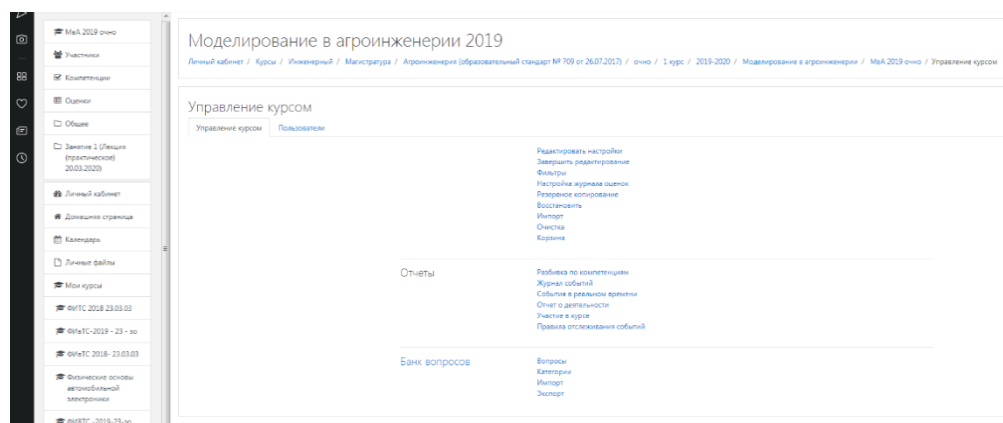 МвА 2019 очно
Участники
Компетенции
Оценки
Общее
Занятие 1 (Лекция
(практическое)
20.03.2020)
Личный кабинет
Домашняя страница
Календарь
Личные файлы
Мои курсы
ФИТС 2018 23.03.03
ФИвТС-2019 - 23 - зо
ФИвТС 2018- 23.03.03
Физические основы
автомобильной
электроники
Моделирование в агроинженерии 2019
Личный кабинет / Курсы / Инженерный / Магистратура / Агроинженерия (образовательный стандарт № 709 от 26.07.2017) / очно / 1 курс / 2019-2020 / Моделирование в агроинженерии / МвА 2019 очно / Управление курсом
Управление курсом
Управление курсом Пользователи
Редактировать настройки
Завершить редактирование
Фильтры
Настройка журнала оценок
Резервное копирование
Восстановить
Импорт
Очистка
Корзина
Отчеты
Разбивка по компетенциям
Журнал событий
События в реальном времени
Отчет о деятельности
Участие в курсе
Правила отслеживания событий
Банк вопросов
Вопросы
Категории
Импорт
Экспорт